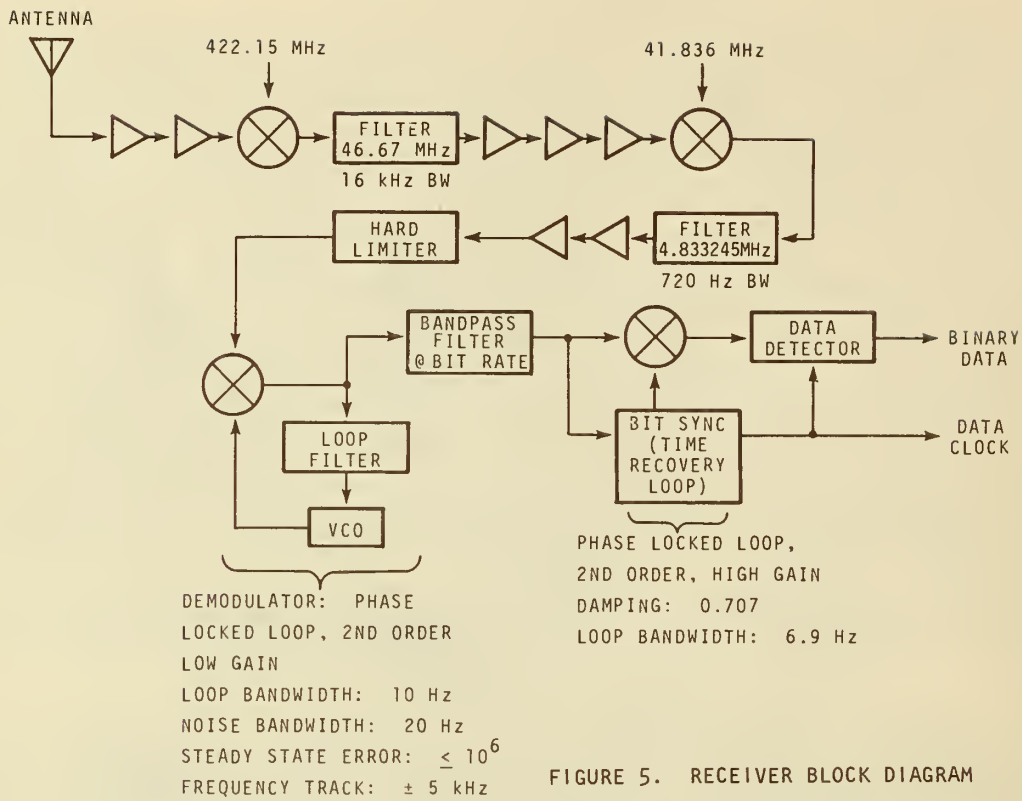 ANTENNA
422.15 MHz
41.836 MHz
FILTER
46.67 MHz
16 kHz BW
HARD
LIMITER
FILTER
4.833245MHz
720 Hz BW
BANDPASS
FILTER
@ BIT RATE
DATA
DETECTOR
BINARY
DATA
LOOP
FILTER
VCO
BIT SYNC
(TIME
RECOVERY
LOOP)
DATA
CLOCK
DEMODULATOR: PHASE
LOCKED LOOP, 2ND ORDER
LOW GAIN
LOOP BANDWIDTH: 10 Hz
NOISE BANDWIDTH: 20 Hz
STEADY STATE ERROR: ≤ 10⁶
FREQUENCY TRACK: ± 5 kHz
PHASE LOCKED LOOP,
2ND ORDER, HIGH GAIN
DAMPING: 0.707
LOOP BANDWIDTH: 6.9 Hz
FIGURE 5. RECEIVER BLOCK DIAGRAM